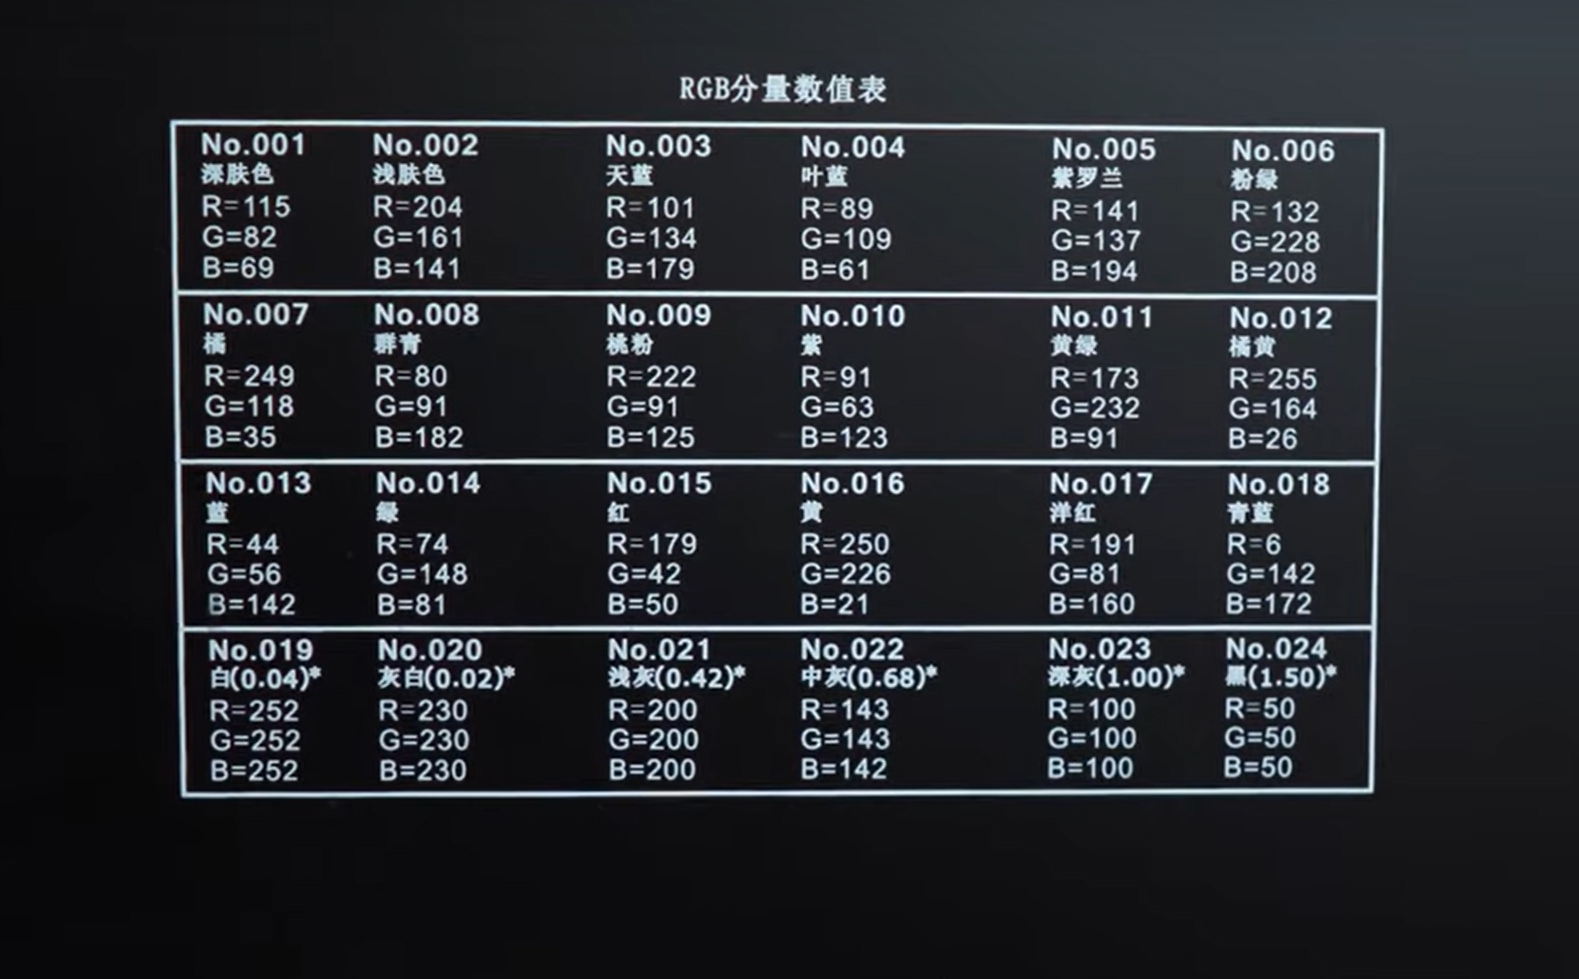 RGB分量数值表
No.001 No.002 No.003 No.004 No.005 No.006
深肤色 浅肤色 天蓝 叶蓝 紫罗兰 粉绿
R=115 R=204 R=101 R=89 R=141 R=132
G=82 G=161 G=134 G=109 G=137 G=228
B=69 B=141 B=179 B=61 B=194 B=208
No.007 No.008 No.009 No.010 No.011 No.012
橘 群青 桃粉 紫 黄绿 橘黄
R=249 R=80 R=222 R=91 R=173 R=255
G=118 G=91 G=91 G=63 G=232 G=164
B=35 B=182 B=125 B=123 B=91 B=26
No.013 No.014 No.015 No.016 No.017 No.018
蓝 绿 红 黄 洋红 青蓝
R=44 R=74 R=179 R=250 R=191 R=6
G=56 G=148 G=42 G=226 G=81 G=142
B=142 B=81 B=50 B=21 B=160 B=172
No.019 No.020 No.021 No.022 No.023 No.024
白(0.04)* 灰白(0.02)* 浅灰(0.42)* 中灰(0.68)* 深灰(1.00)* 黑(1.50)*
R=252 R=230 R=200 R=143 R=100 R=50
G=252 G=230 G=200 G=143 G=100 G=50
B=252 B=230 B=200 B=142 B=100 B=50